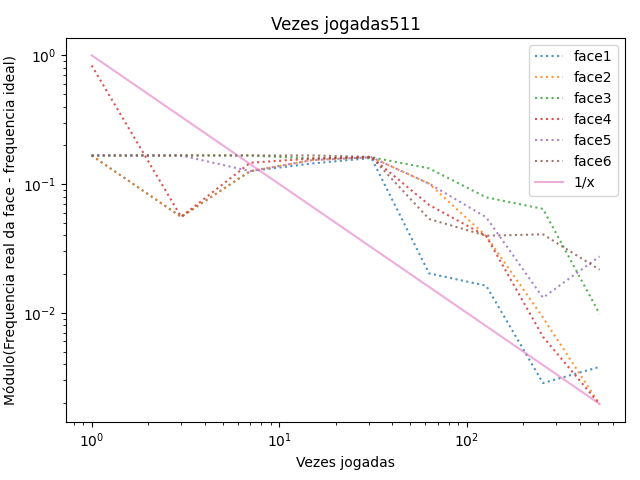 Vezes jogadas511
Módulo(Frequencia real da face - frequencia ideal)
10⁰
10⁻¹
10⁻²
face1
face2
face3
face4
face5
face6
1/x
10⁰
10¹
10²
Vezes jogadas